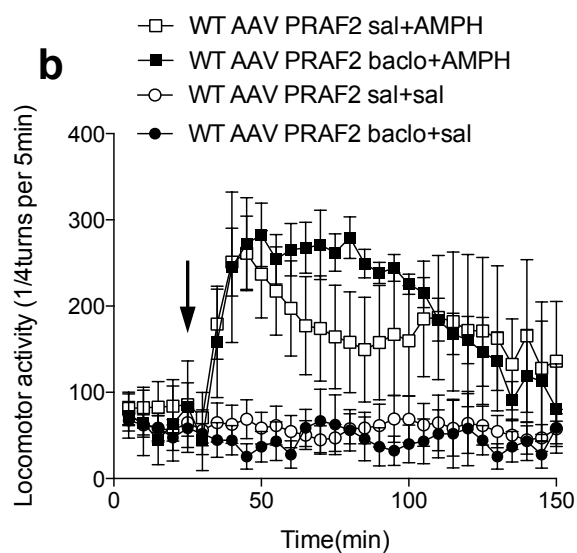 WT AAV PRAF2 sal+AMPH
b
WT AAV PRAF2 baclo+AMPH
WT AAV PRAF2 sal+sal
WT AAV PRAF2 baclo+sal
400
300
200
100
0
Locomotor activity (1/4turns per 5min)
0 50 100 150
Time(min)